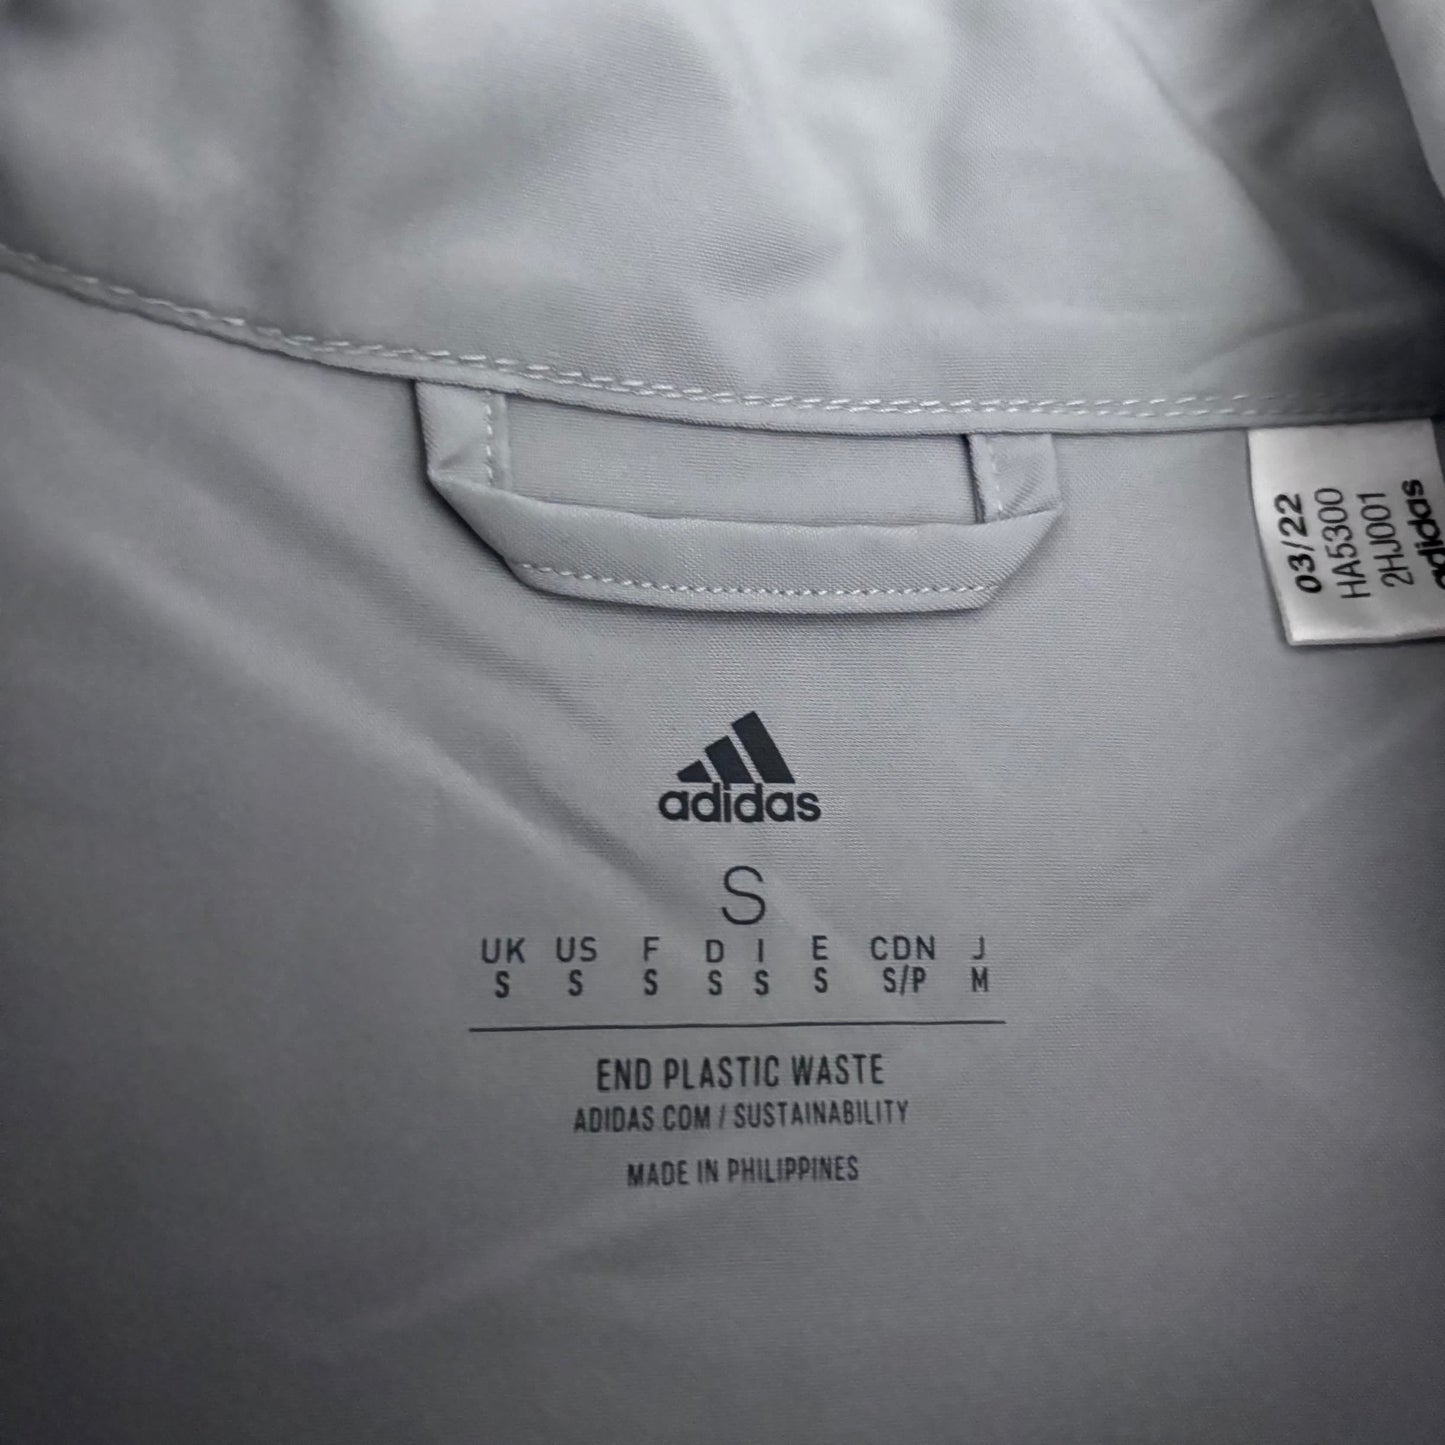 03/22
HA5300
2HJ001
adidas
adidas
S
UK US F D I E CDN J
S S S S S S S/P M
END PLASTIC WASTE
ADIDAS.COM / SUSTAINABILITY
MADE IN PHILIPPINES